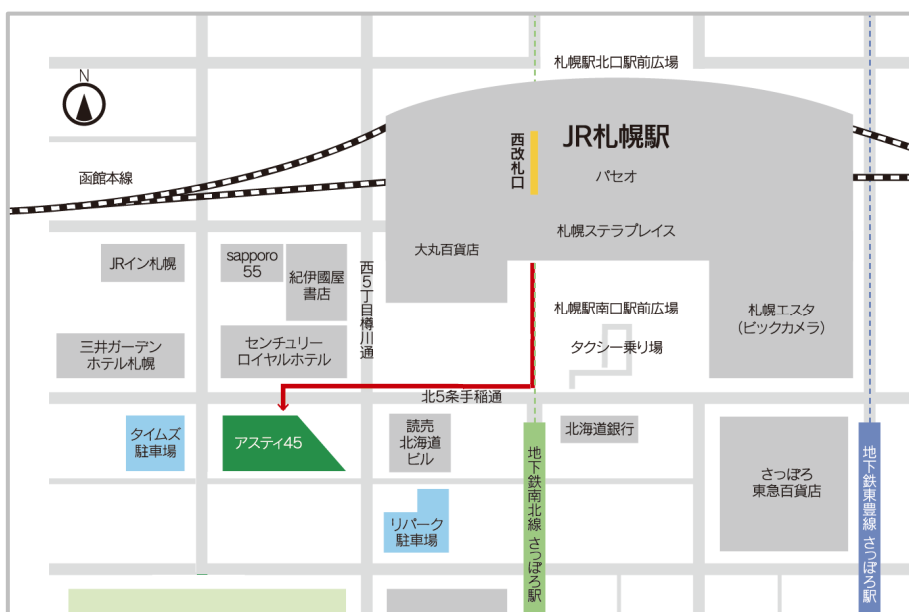 札幌駅北口駅前広場
N
JR札幌駅
西改札口
パセオ
函館本線
札幌ステラプレイス
大丸百貨店
JRイン札幌
sapporo
55
紀伊國屋
書店
西5丁目樽川通
札幌駅南口駅前広場
札幌エスタ
(ビックカメラ)
三井ガーデン
ホテル札幌
センチュリー
ロイヤルホテル
タクシー乗り場
北5条手稲通
タイムズ
駐車場
アスティ45
読売
北海道
ビル
北海道銀行
地下鉄南北線 さっぽろ駅
さっぽろ
東急百貨店
地下鉄東豊線 さっぽろ駅
リパーク
駐車場